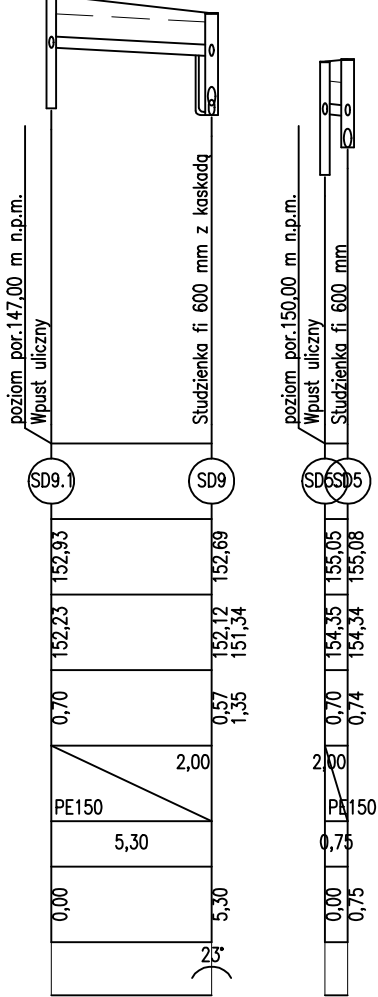 poziom por.147,00 m n.p.m.
Wpust uliczny
Studzienka fi 600 mm z kaskadą
SD9.1
SD9
152,93
152,69
152,23
152,12
151,34
0,70
0,57
1,35
2,00
PE150
5,30
0,00
5,30
23°
poziom por.150,00 m n.p.m.
Wpust uliczny
Studzienka fi 600 mm
SD5
155,05
155,08
154,35
154,34
0,70
0,74
2,00
PE150
0,75
0,00
0,75